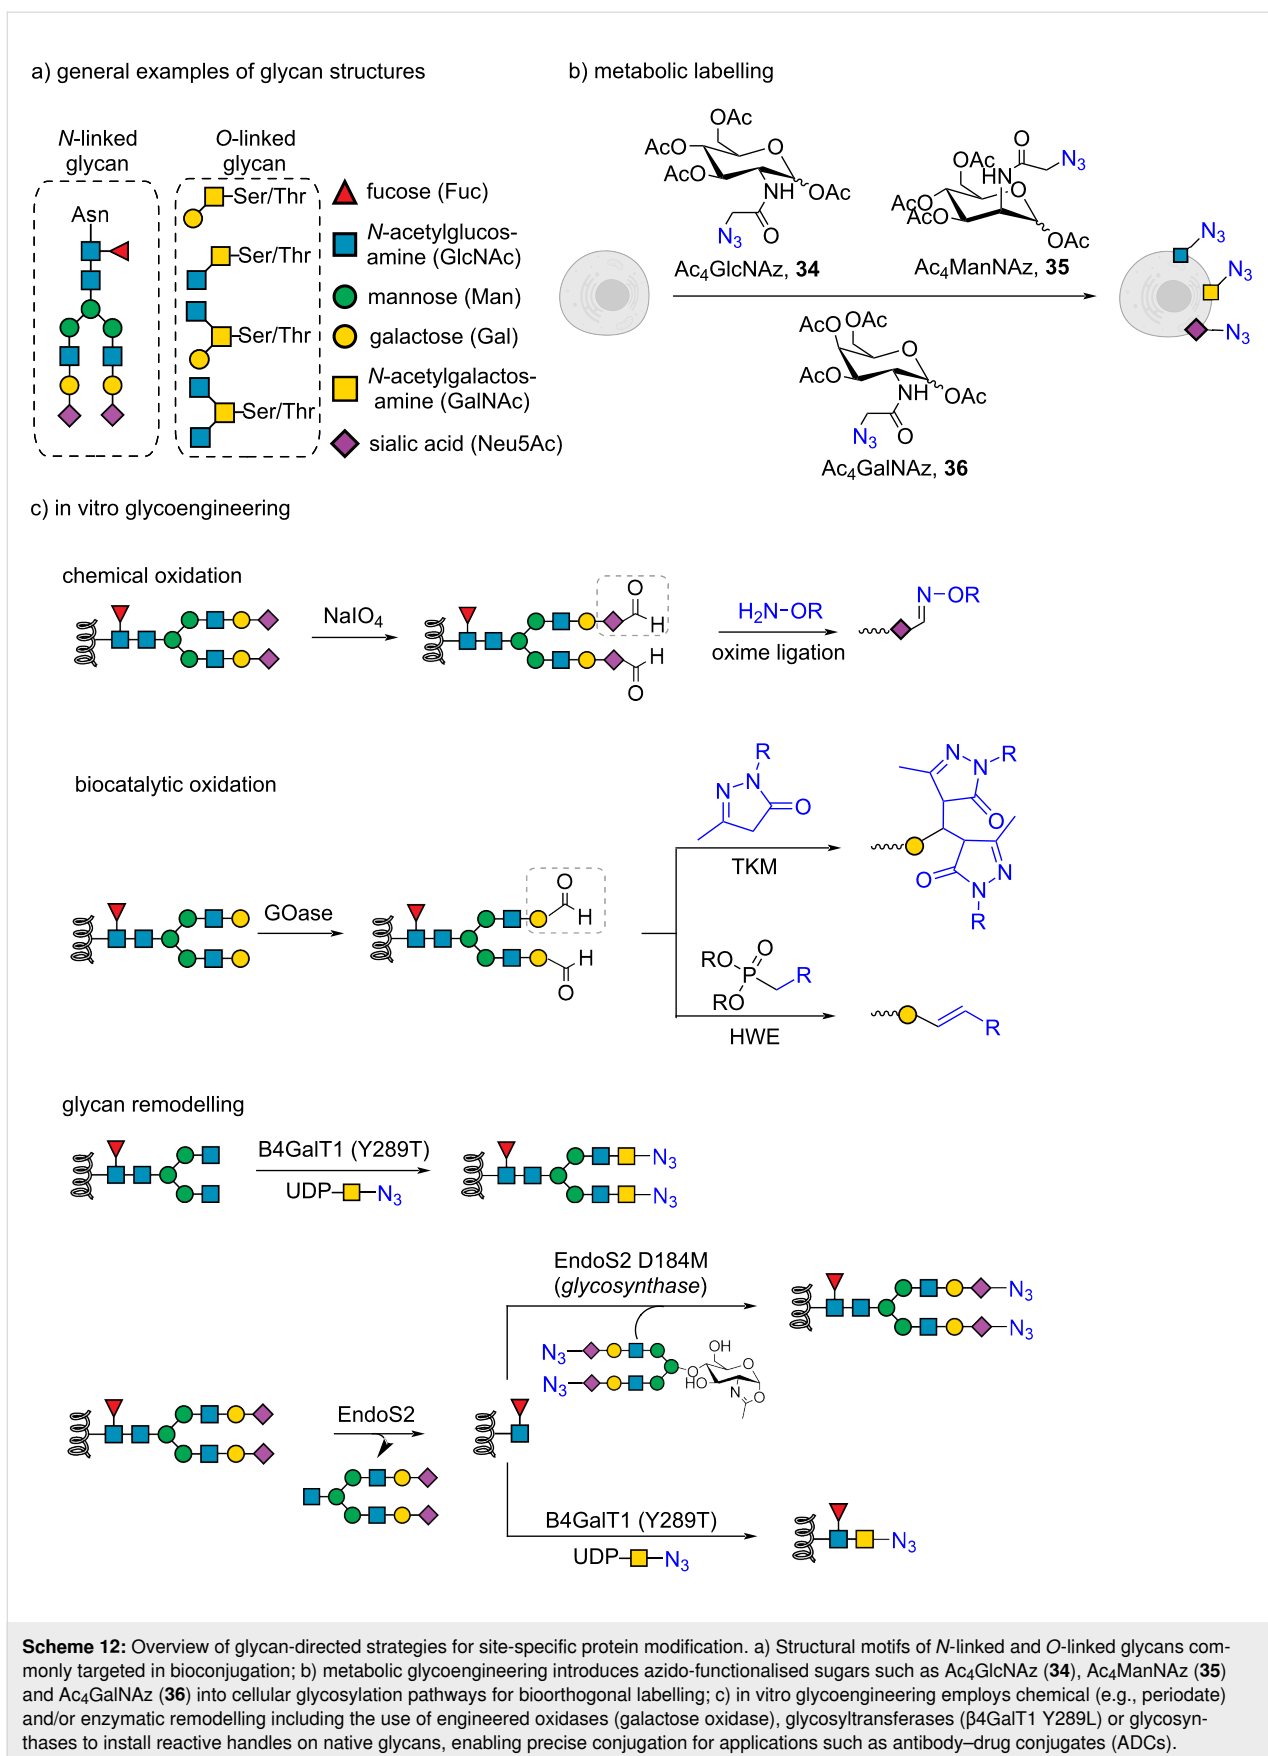 a) general examples of glycan structures
b) metabolic labelling
N-linked
glycan
O-linked
glycan
Asn
Ser/Thr
Ser/Thr
Ser/Thr
Ser/Thr
fucose (Fuc)
N-acetylglucos-
amine (GlcNAc)
mannose (Man)
galactose (Gal)
N-acetylgalactos-
amine (GalNAc)
sialic acid (Neu5Ac)
OAc
AcO
O
AcO
NH
OAc
N₃
O
Ac₄GlcNAz, 34
O
N₃
OAc
HN
O
AcO
AcO
OAc
Ac₄ManNAz, 35
AcO
OAc
O
AcO
NH
OAc
N₃
O
Ac₄GalNAz, 36
N₃
N₃
N₃
c) in vitro glycoengineering
chemical oxidation
NaIO₄
O
H
H
O
H₂N-OR
oxime ligation
N-OR
biocatalytic oxidation
GOase
O
H
H
O
R
N
N
O
TKM
N
N
R
O
O
N
N
R
RO
O
P
R
RO
HWE
R
glycan remodelling
B4GalT1 (Y289T)
UDP
N₃
N₃
N₃
EndoS2 D184M
(glycosynthase)
N₃
N₃
OH
O
O
HO
N
O
N₃
N₃
EndoS2
B4GalT1 (Y289T)
UDP
N₃
N₃
Scheme 12: Overview of glycan-directed strategies for site-specific protein modification. a) Structural motifs of N-linked and O-linked glycans com-
monly targeted in bioconjugation; b) metabolic glycoengineering introduces azido-functionalised sugars such as Ac₄GlcNAz (34), Ac₄ManNAz (35)
and Ac₄GalNAz (36) into cellular glycosylation pathways for bioorthogonal labelling; c) in vitro glycoengineering employs chemical (e.g., periodate)
and/or enzymatic remodelling including the use of engineered oxidases (galactose oxidase), glycosyltransferases (β4GalT1 Y289L) or glycosyn-
thases to install reactive handles on native glycans, enabling precise conjugation for applications such as antibody–drug conjugates (ADCs).